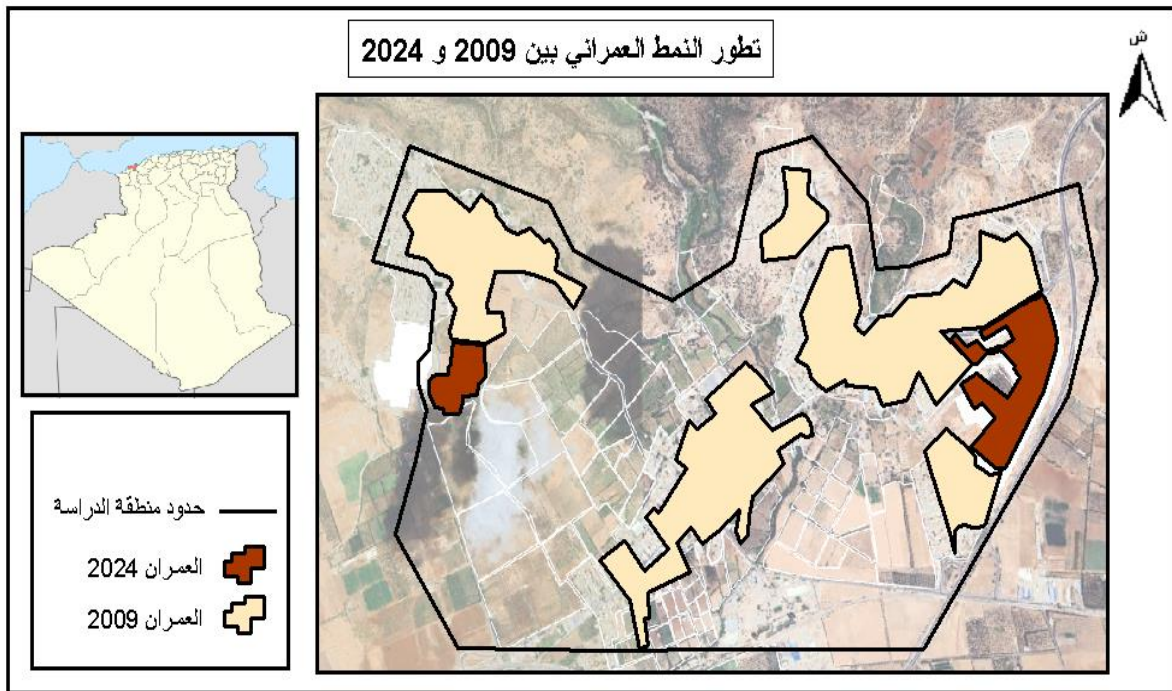 تطور النمط العمراني بين 2009 و 2024
ش
حدود منطقة الدراسة
العمران 2024
العمران 2009